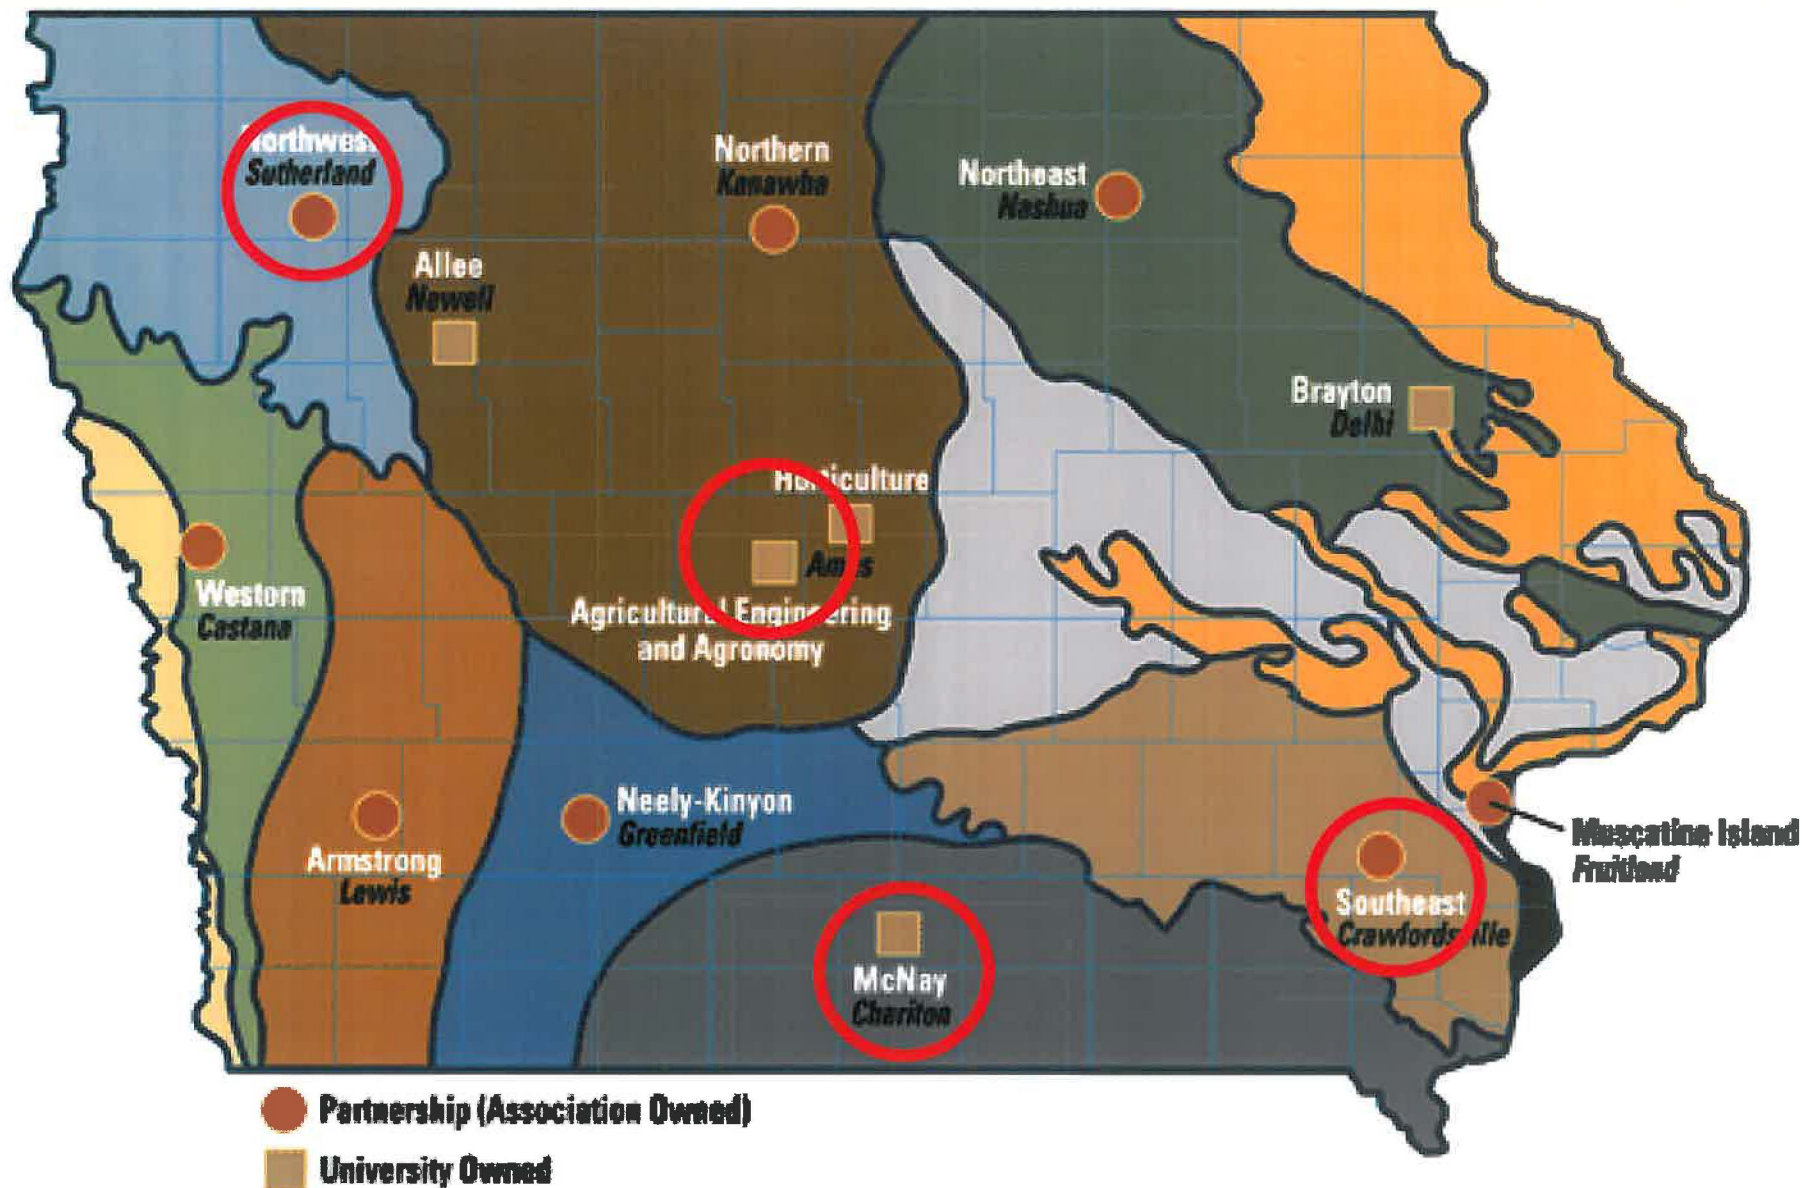 Northwest
Sutherland
Northern
Kanawha
Northeast
Nashua
Allee
Newell
Brayton
Delhi
Horticulture
Ames
Agricultural Engineering
and Agronomy
Western
Castana
Neely-Kinyon
Greenfield
Armstrong
Lewis
Muscatine Island
Fruitland
Southeast
Crawfordsville
McNay
Chariton
Partnership (Association Owned)
University Owned